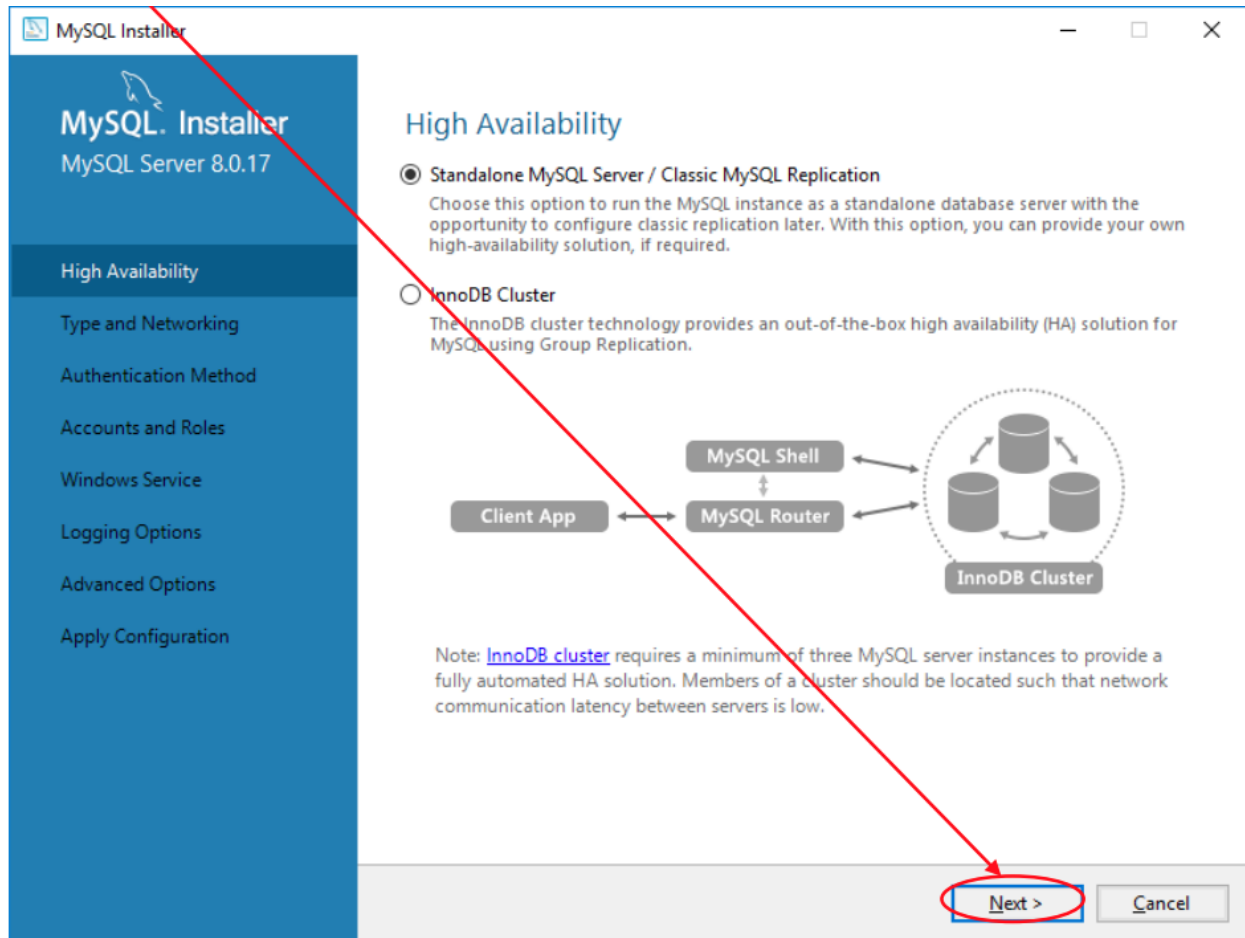 MySQL Installer
MySQL. Installer
MySQL Server 8.0.17
High Availability
Type and Networking
Authentication Method
Accounts and Roles
Windows Service
Logging Options
Advanced Options
Apply Configuration
High Availability
Standalone MySQL Server / Classic MySQL Replication
Choose this option to run the MySQL instance as a standalone database server with the
opportunity to configure classic replication later. With this option, you can provide your own
high-availability solution, if required.
InnoDB Cluster
The InnoDB cluster technology provides an out-of-the-box high availability (HA) solution for
MySQL using Group Replication.
MySQL Shell
Client App
MySQL Router
InnoDB Cluster
Note: InnoDB cluster requires a minimum of three MySQL server instances to provide a
fully automated HA solution. Members of a cluster should be located such that network
communication latency between servers is low.
Next >
Cancel